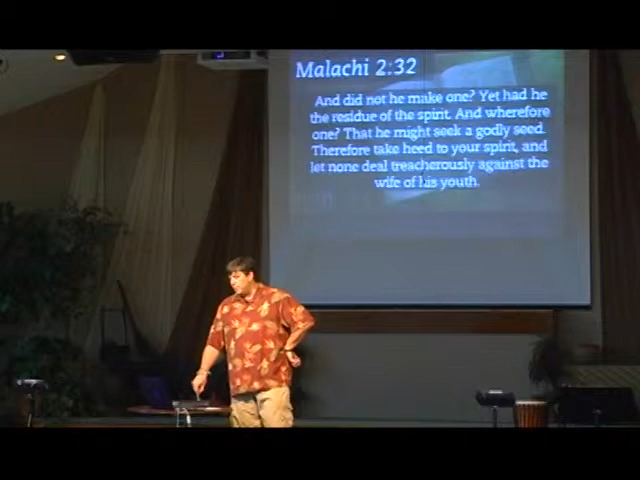 Malachi 2:32
And did not he make one? Yet had he
the residue of the spirit. And wherefore
one? That he might seek a godly seed.
Therefore take heed to your spirit, and
let none deal treacherously against the
wife of his youth.